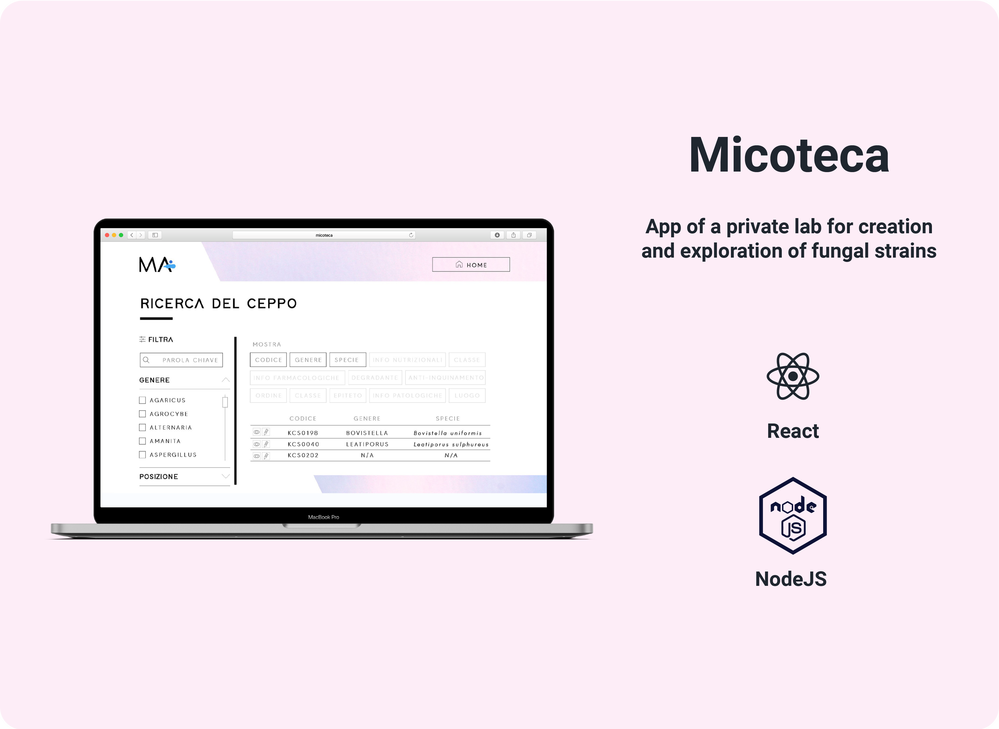 Micoteca
App of a private lab for creation
and exploration of fungal strains
micoteca
MA
HOME
RICERCA DEL CEPPO
FILTRA
PAROLA CHIAVE
GENERE
AGARICUS
AGROCYBE
ALTERNARIA
AMANITA
ASPERGILLUS
POSIZIONE
MOSTRA
CODICE GENERE SPECIE INFO NUTRIZIONALI CLASSE
INFO FARMACOLOGICHE DEGRADANTE ANTI-INQUINAMENTO
ORDINE CLASSE EPITETO INFO PATOLOGICHE LUOGO
CODICE GENERE SPECIE
KCS0198 BOVISTELLA Bovistella uniformis
KCS0040 LEATIPORUS Leatiporus sulphureus
KCS0202 N/A N/A
MacBook Pro
React
node
JS
NodeJS